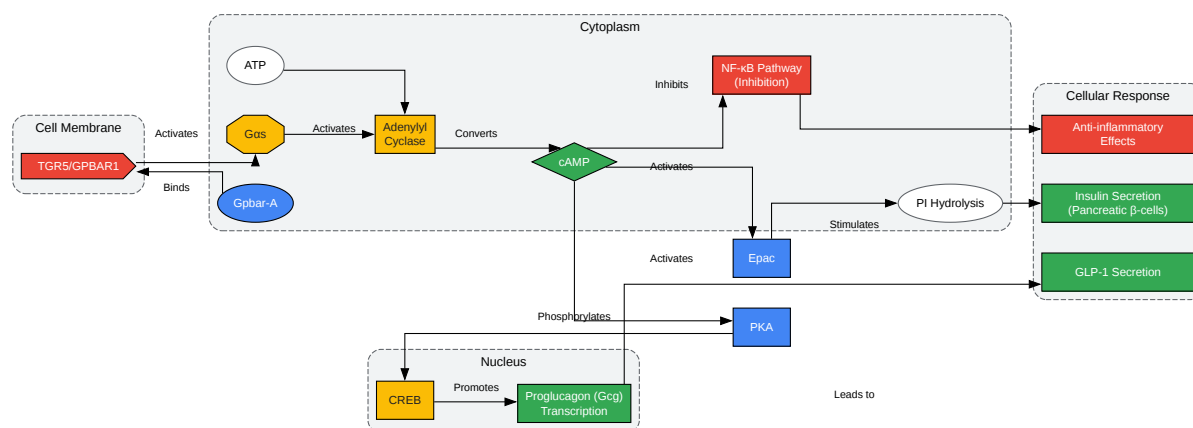 Cytoplasm
ATP
NF-κB Pathway
(Inhibition)
Inhibits
Cellular Response
Cell Membrane
Activates
Gαs
Activates
Adenylyl
Cyclase
Converts
Anti-inflammatory
Effects
TGR5/GPBAR1
cAMP
Activates
Binds
Gpbar-A
PI Hydrolysis
Insulin Secretion
(Pancreatic β-cells)
Stimulates
Activates
Epac
GLP-1 Secretion
Phosphorylates
PKA
Nucleus
CREB
Promotes
Proglucagon (Gcg)
Transcription
Leads to